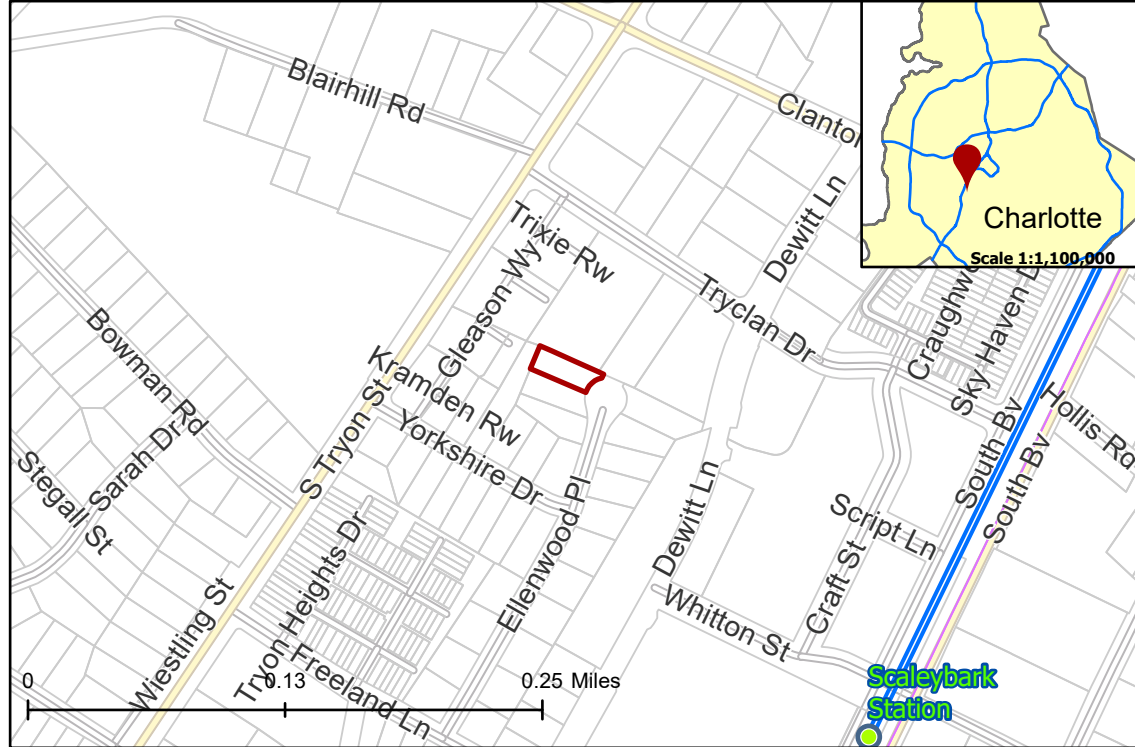 Blairhill Rd
Clanto
Charlotte
Scale 1:1,100,000
Trixie Rw
Gleason Wy
Dewitt Ln
Tryclan Dr
Craughwe
Sky Haven D
Bowman Rd
Kramden Rw
S Tryon St
Yorkshire Dr
Hollis Rd
South Bv
South Bv
Sarah Dr
Stegall St
Ellenwood Pl
Dewitt Ln
Script Ln
Craft St
Whitton St
Tryon Heights Dr
Wiestling St
Freeland Ln
0
0.13
0.25 Miles
Scaleybark
Station